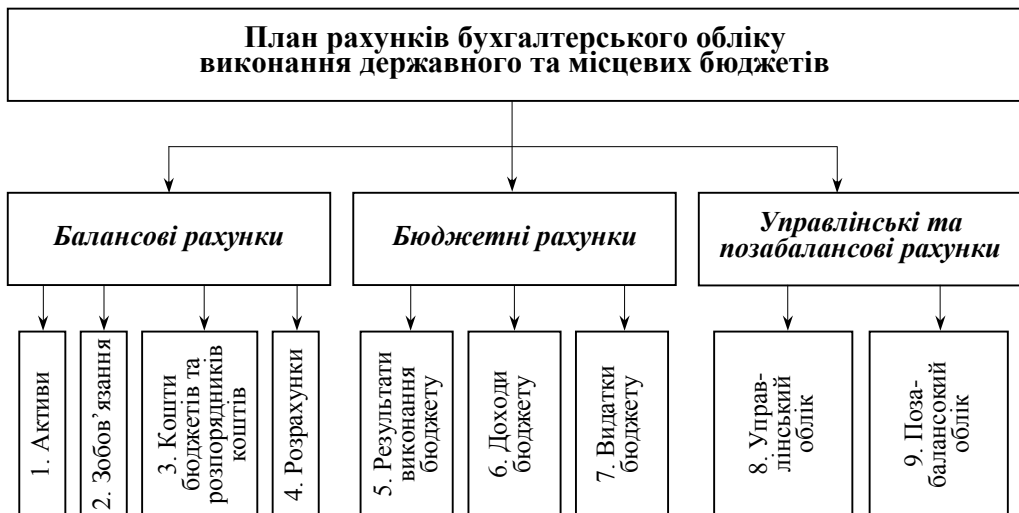 План рахунків бухгалтерського обліку
виконання державного та місцевих бюджетів
Балансові рахунки
Бюджетні рахунки
Управлінські та
позабалансові рахунки
1. Активи
2. Зобов’язання
3. Кошти
бюджетів та
розпорядників
коштів
4. Розрахунки
5. Результати
виконання
бюджету
6. Доходи
бюджету
7. Видатки
бюджету
8. Управ-
лінський
облік
9. Поза-
балансокий
облік